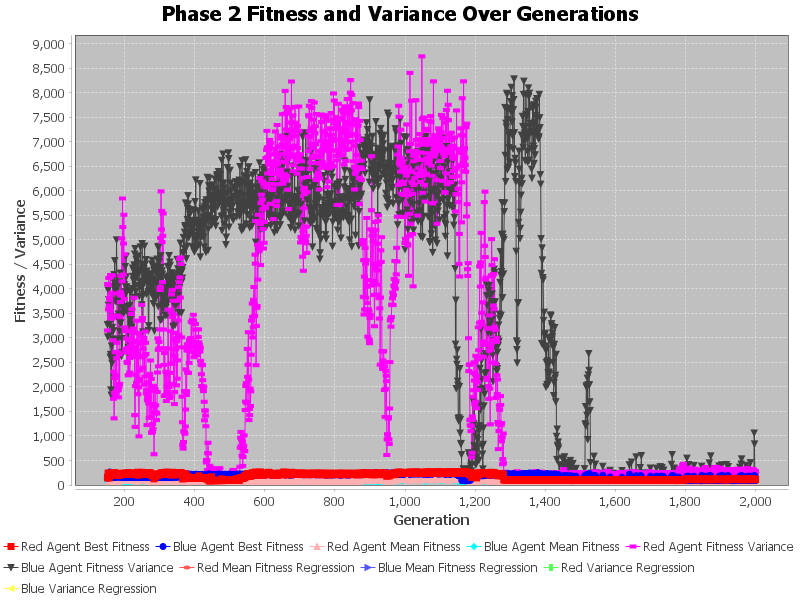 Phase 2 Fitness and Variance Over Generations
9,000
8,500
8,000
7,500
7,000
6,500
6,000
5,500
5,000
4,500
4,000
3,500
3,000
2,500
2,000
1,500
1,000
500
0
Fitness / Variance
200 400 600 800 1,000 1,200 1,400 1,600 1,800 2,000
Generation
Red Agent Best Fitness Blue Agent Best Fitness Red Agent Mean Fitness Blue Agent Mean Fitness Red Agent Fitness Variance
Blue Agent Fitness Variance Red Mean Fitness Regression Blue Mean Fitness Regression Red Variance Regression
Blue Variance Regression